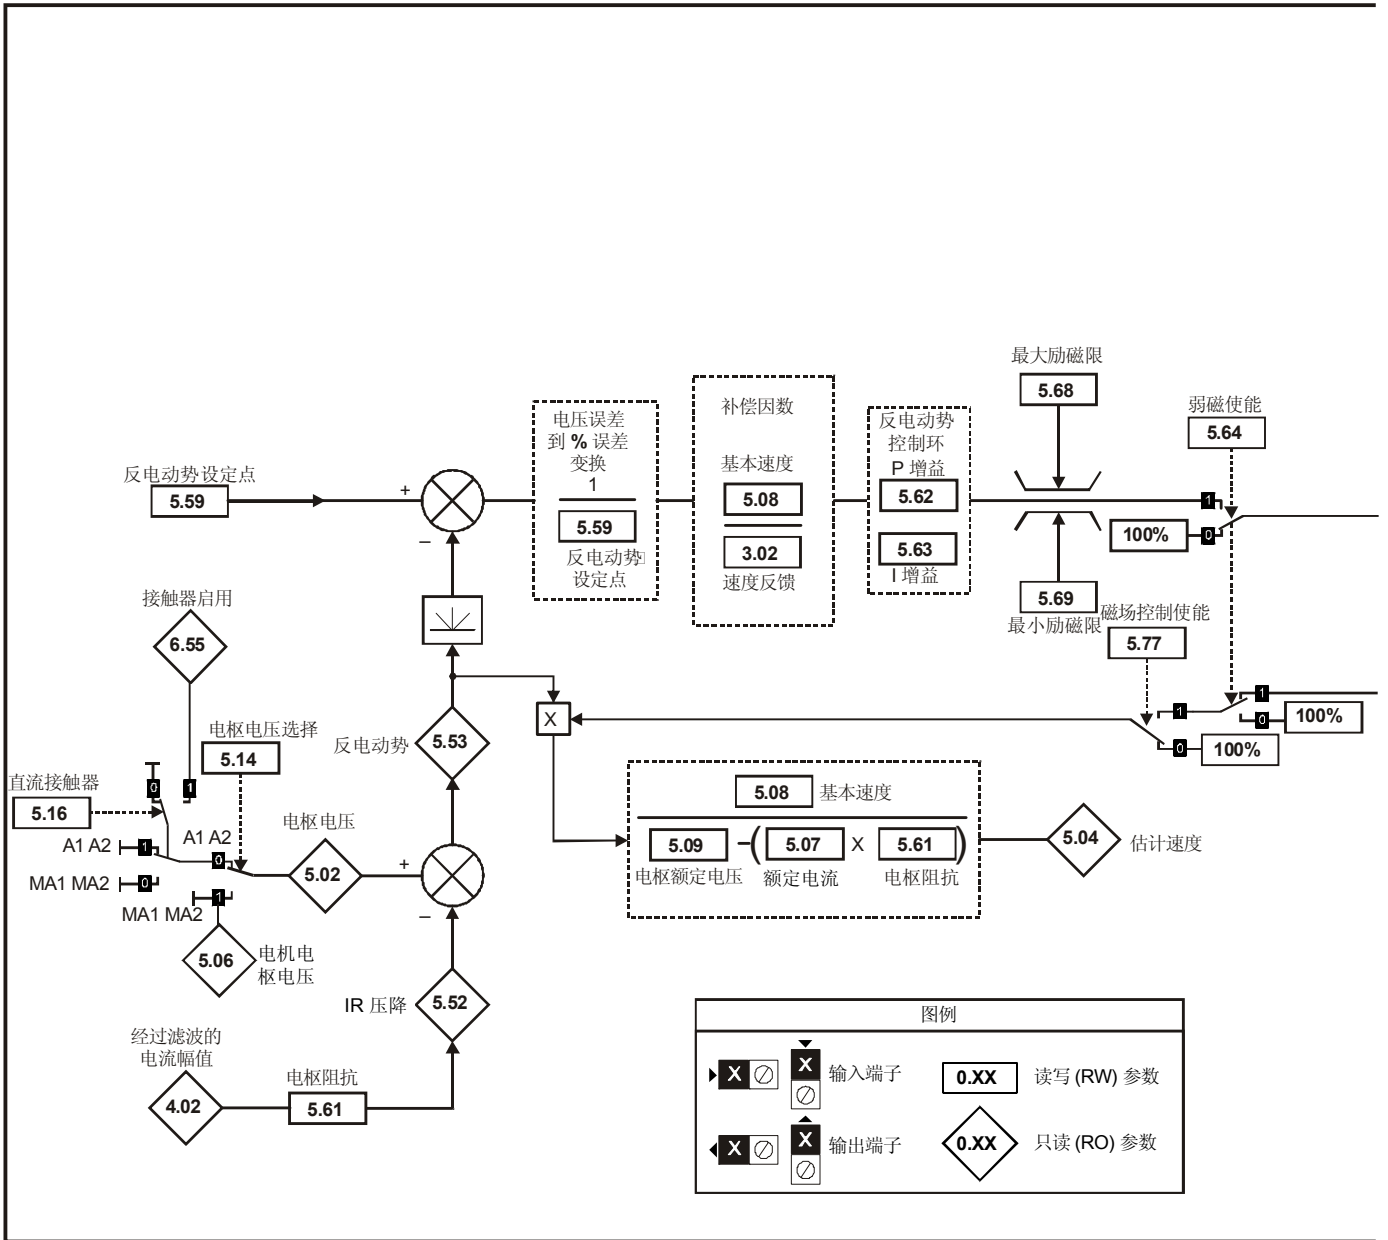 最大励磁限
5.68
弱磁使能
5.64
补偿因数
电压误差
到 % 误差
变换
1
5.59
反电动势
设定点
反电动势
控制环
P 增益
5.62
5.63
I 增益
基本速度
5.08
3.02
速度反馈
反电动势设定点
5.59
+
–
1
0
100%
5.69
最小励磁限
磁场控制使能
5.77
接触器启用
6.55
电枢电压选择
5.14
反电动势
5.53
X
1
0
1
0
100%
100%
直流接触器
5.16
0
1
A1 A2
1
A1 A2
0
MA1 MA2
0
MA1 MA2
1
电枢电压
5.02
+
–
5.06
电机电
枢电压
5.08
基本速度
5.09
–(
5.07
X
5.61
)
电枢额定电压
额定电流
电枢阻抗
5.04
估计速度
IR 压降
5.52
经过滤波的
电流幅值
4.02
电枢阻抗
5.61
图例
X
X
输入端子
0.XX
读写 (RW) 参数
X
X
输出端子
0.XX
只读 (RO) 参数